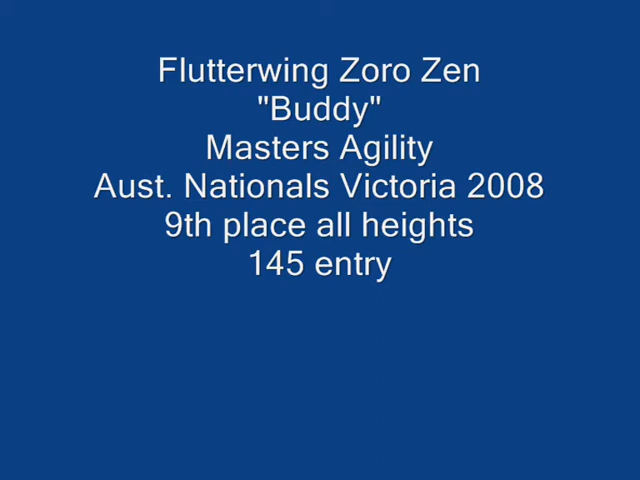 Flutterwing Zoro Zen
"Buddy"
Masters Agility
Aust. Nationals Victoria 2008
9th place all heights
145 entry